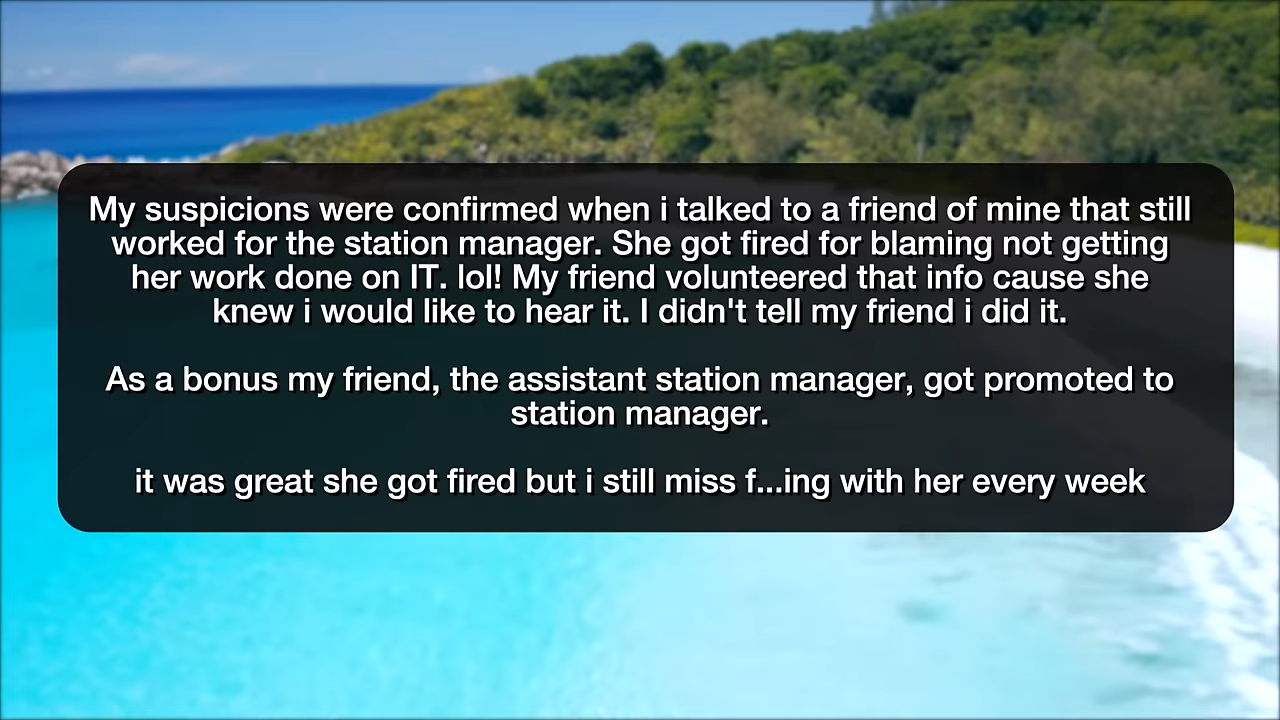 My suspicions were confirmed when i talked to a friend of mine that still
worked for the station manager. She got fired for blaming not getting
her work done on IT. lol! My friend volunteered that info cause she
knew i would like to hear it. I didn't tell my friend i did it.
As a bonus my friend, the assistant station manager, got promoted to
station manager.
it was great she got fired but i still miss f...ing with her every week